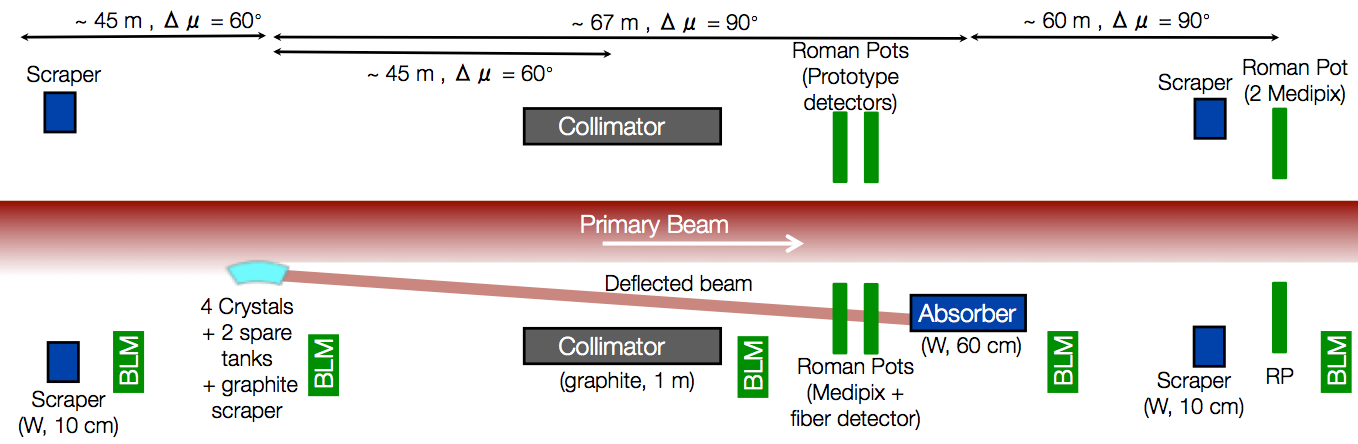 ~ 45 m , Δ μ = 60°
~ 67 m , Δ μ = 90°
~ 60 m , Δ μ = 90°
~ 45 m , Δ μ = 60°
Scraper
Roman Pots
(Prototype
detectors)
Scraper
Roman Pot
(2 Medipix)
Collimator
Primary Beam
Deflected beam
4 Crystals
+ 2 spare
tanks
+ graphite
scraper
BLM
BLM
Collimator
(graphite, 1 m)
BLM
Roman Pots
(Medipix +
fiber detector)
Absorber
(W, 60 cm)
BLM
Scraper
(W, 10 cm)
Scraper
(W, 10 cm)
RP
BLM